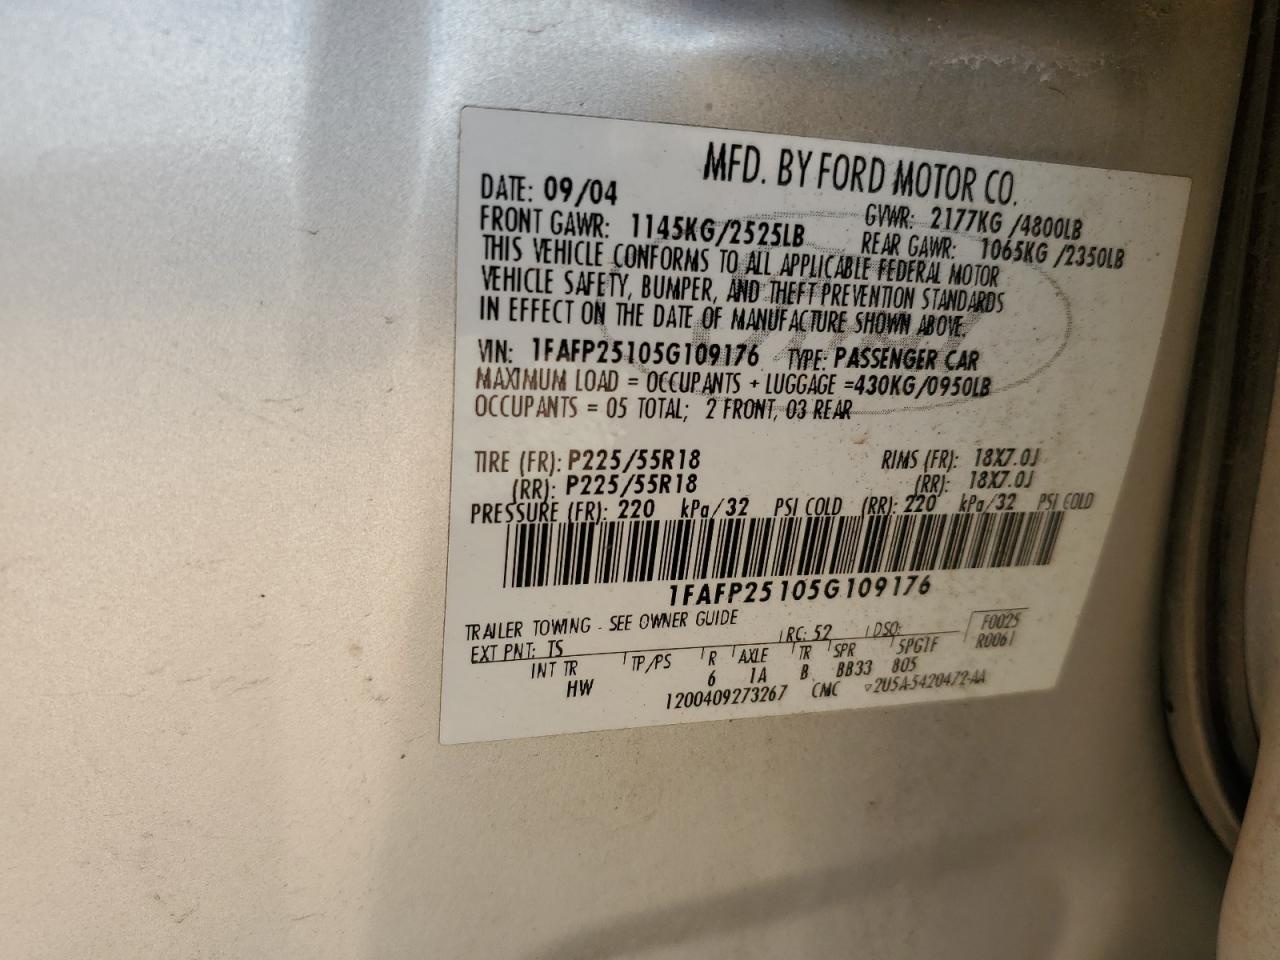 MFD. BY FORD MOTOR CO.
DATE: 09/04 GVWR: 2177KG /4800LB
FRONT GAWR: 1145KG/2525LB REAR GAWR: 1065KG /2350LB
THIS VEHICLE CONFORMS TO ALL APPLICABLE FEDERAL MOTOR
VEHICLE SAFETY, BUMPER, AND THEFT PREVENTION STANDARDS
IN EFFECT ON THE DATE OF MANUFACTURE SHOWN ABOVE.
VIN: 1FAFP25105G109176 TYPE: PASSENGER CAR
MAXIMUM LOAD = OCCUPANTS + LUGGAGE =430KG/0950LB
OCCUPANTS = 05 TOTAL; 2 FRONT, 03 REAR
TIRE (FR): P225/55R18 RIMS (FR): 18X7.0J
(RR): P225/55R18 (RR): 18X7.0J
PRESSURE (FR): 220 kPa/32 PSI COLD (RR): 220 kPa/32 PSI COLD
1FAFP25105G109176
TRAILER TOWING - SEE OWNER GUIDE
EXT PNT: TS RC: 52 DSO: F0025
R0061
INT TR TP/PS R AXLE TR SPR 5PGTF
HW 6 1A B BB33 805
1200409273267 CMC ▽2U5A-5420472-AA